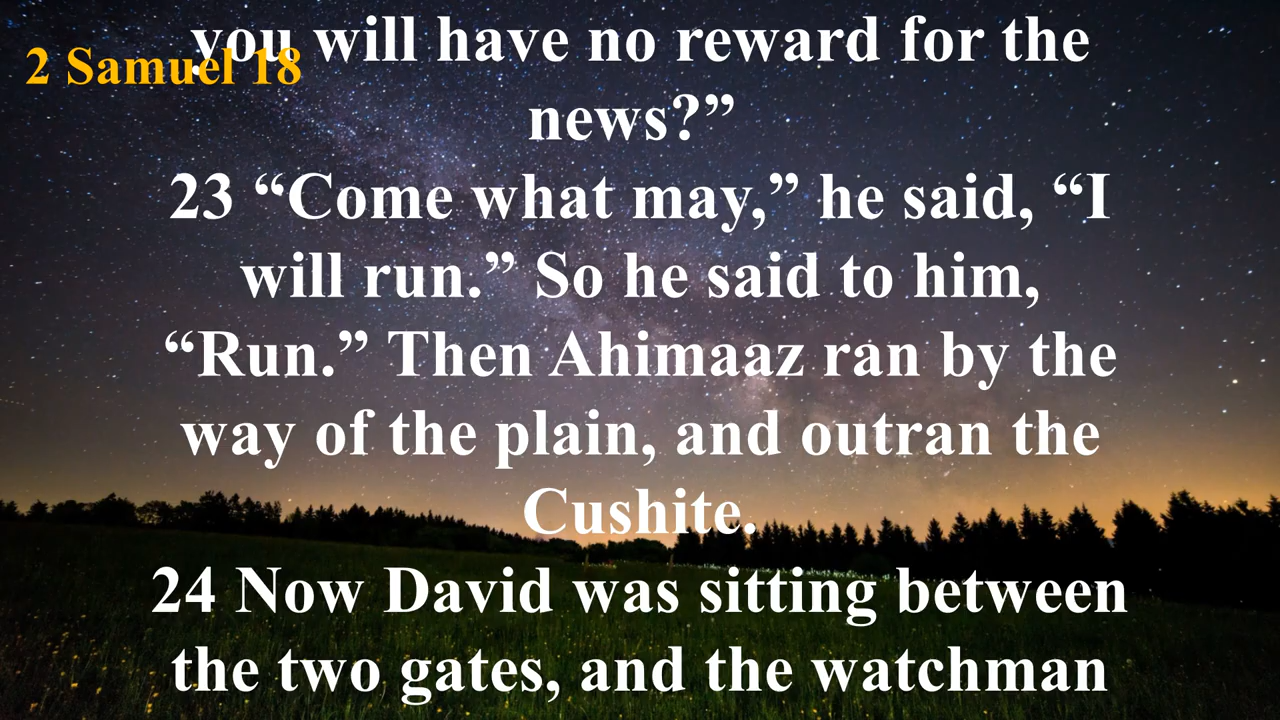 2 Samuel 18
you will have no reward for the
news?”
23 “Come what may,” he said, “I
will run.” So he said to him,
“Run.” Then Ahimaaz ran by the
way of the plain, and outran the
Cushite.
24 Now David was sitting between
the two gates, and the watchman